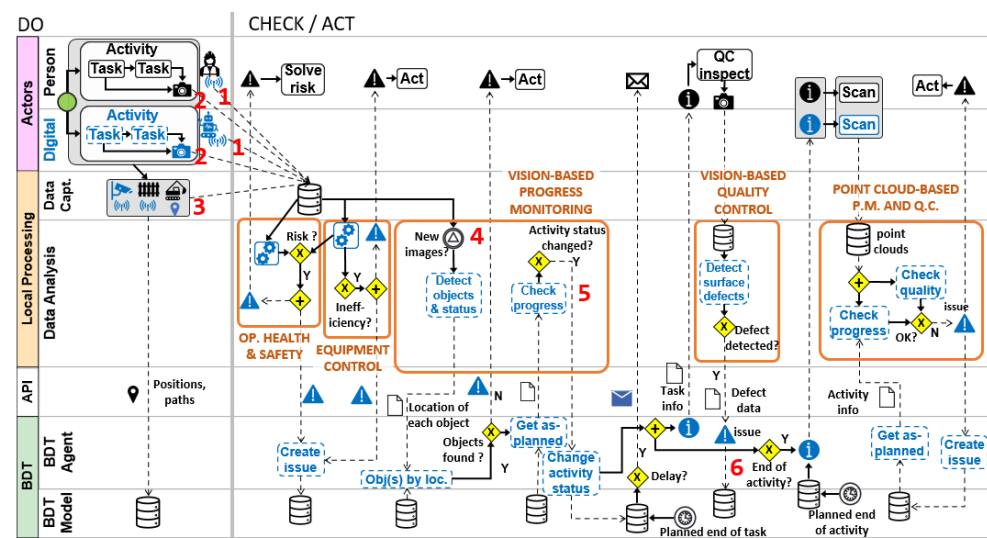 DO
CHECK / ACT
Actors
Person
Digital
Activity
Task
Task
2
1
Activity
Task
Task
2
1
3
Solve
risk
Act
Act
QC
inspect
i
i
Scan
i
Scan
Act
Local Processing
Data
Capt.
Data Analysis
VISION-BASED
PROGRESS
MONITORING
VISION-BASED
QUALITY
CONTROL
POINT CLOUD-BASED
P.M. AND Q.C.
Risk ?
X
Y
+
OP. HEALTH
& SAFETY
Y
X
+
Ineff-
iciency?
EQUIPMENT
CONTROL
New
images?
4
Detect
objects
& status
Activity status
changed?
X
Y
Check
progress
5
Detect
surface
defects
X
Defect
detected?
point
clouds
+
Check
quality
Check
progress
X
OK?
N
issue
API
Positions,
paths
Location of
each object
N
Task
info
Y
Defect
data
Activity
info
BDT
BDT
Agent
BDT
Model
Create
issue
Objects
found ?
X
Y
Obj(s) by loc.
Get as-
planned
Change
activity
status
+
i
Y
X
Delay?
issue
6
X
Y
End of
activity?
i
Get as-
planned
Create
issue
Planned end of task
Planned end
of activity